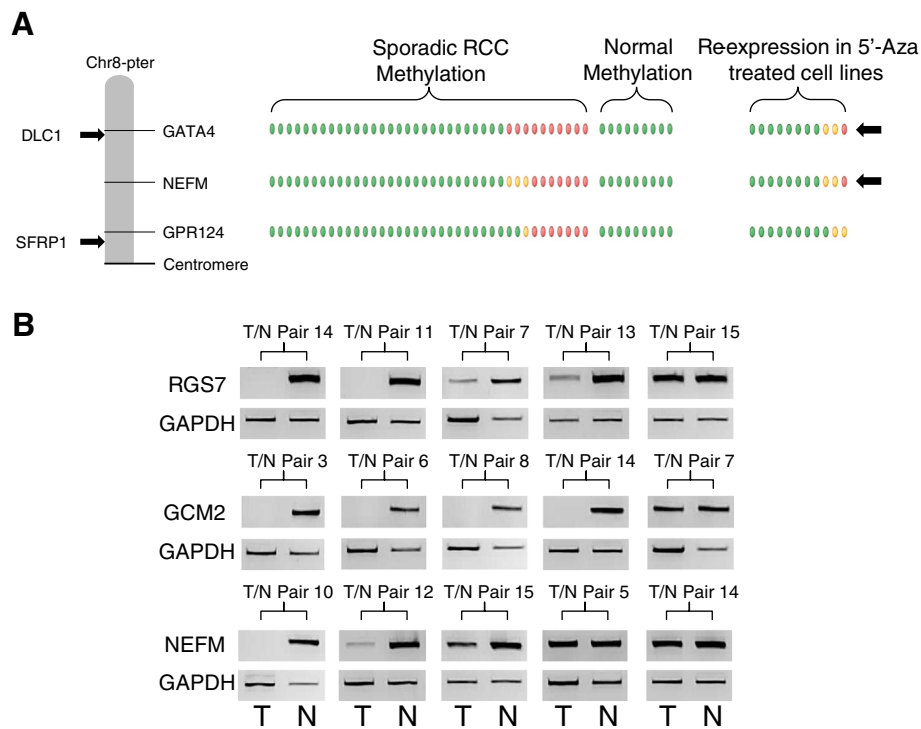 A
Chr8-pter
Sporadic RCC
Methylation
Normal
Methylation
Re-expression in 5'-Aza
treated cell lines
DLC1
GATA4
NEFM
GPR124
SFRP1
Centromere
B
T/N Pair 14 T/N Pair 11 T/N Pair 7 T/N Pair 13 T/N Pair 15
RGS7
GAPDH
T/N Pair 3 T/N Pair 6 T/N Pair 8 T/N Pair 14 T/N Pair 7
GCM2
GAPDH
T/N Pair 10 T/N Pair 12 T/N Pair 15 T/N Pair 5 T/N Pair 14
NEFM
GAPDH
T N T N T N T N T N